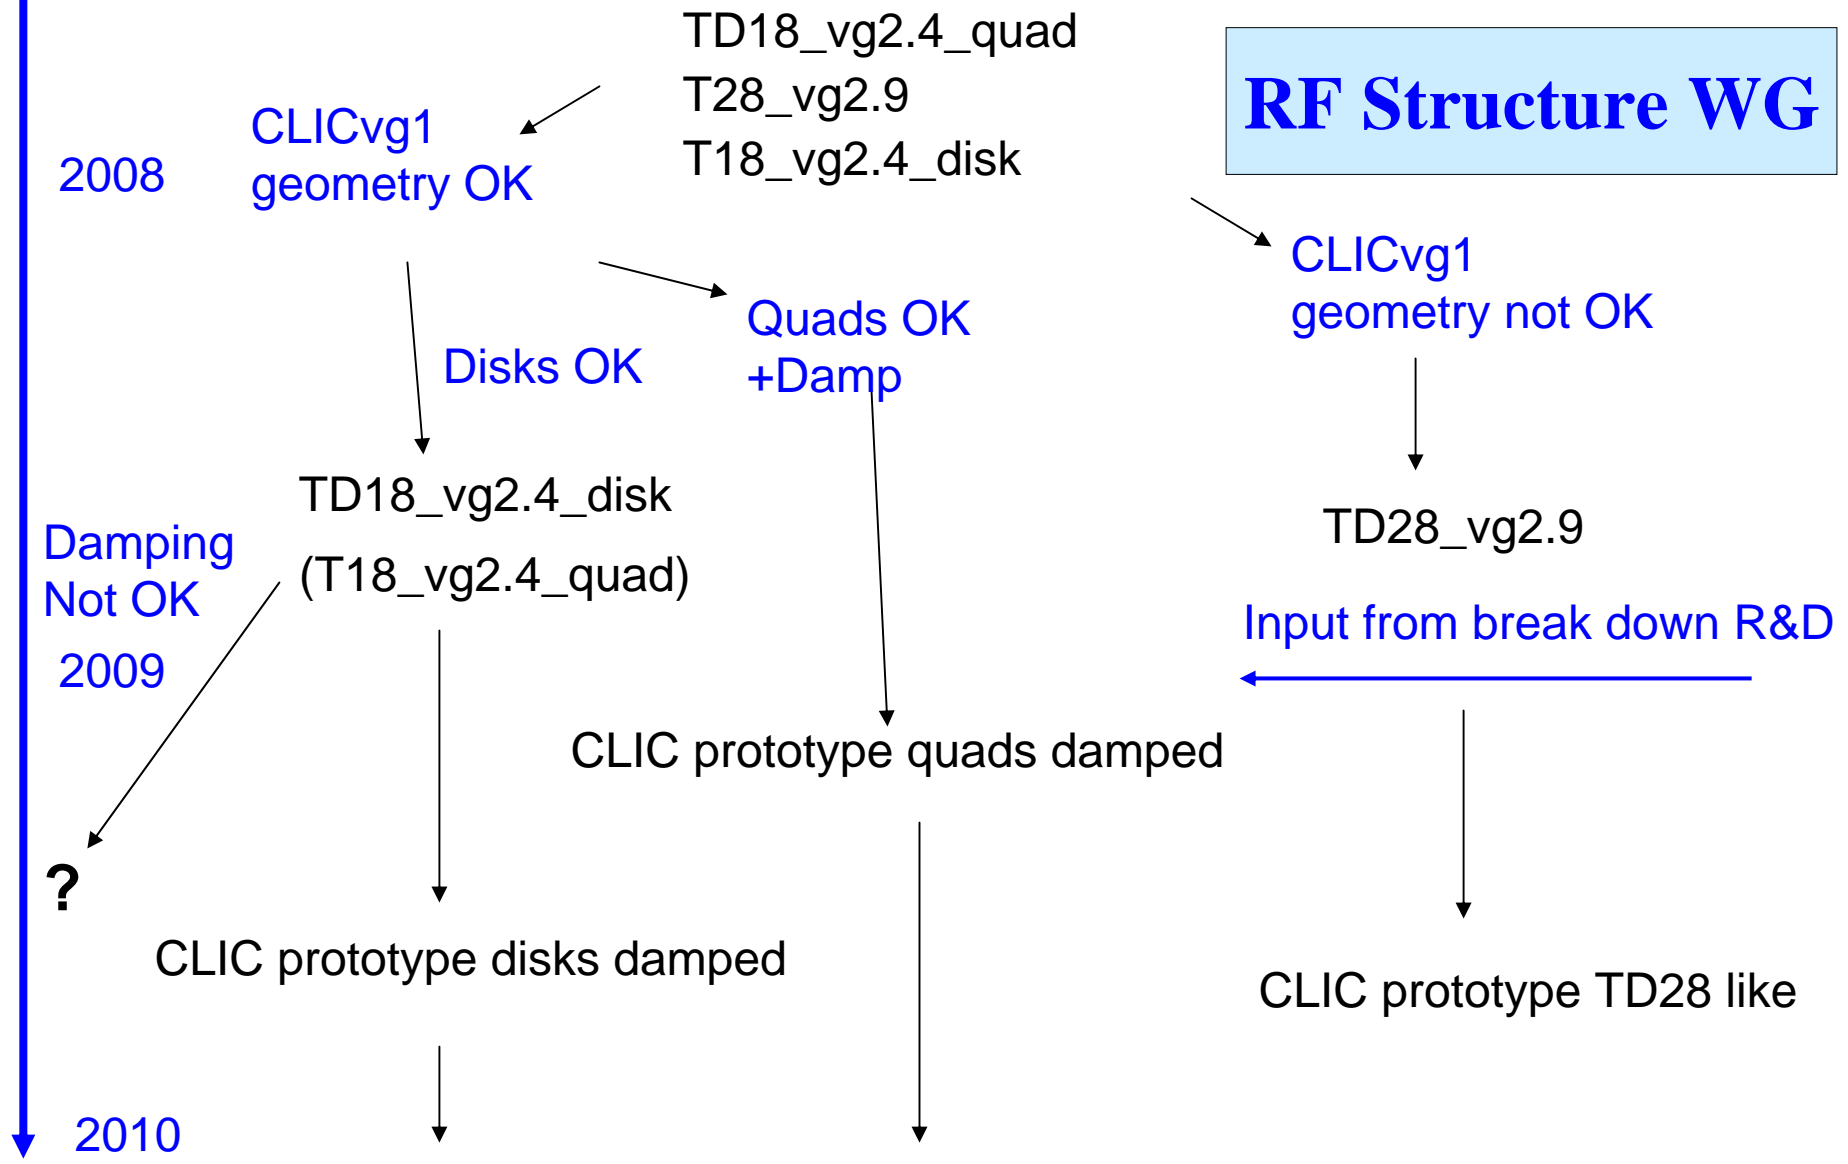 TD18_vg2.4_quad
T28_vg2.9
T18_vg2.4_disk
RF Structure WG
2008
CLICvg1
geometry OK
CLICvg1
geometry not OK
Disks OK
Quads OK
+Damp
TD18_vg2.4_disk
(T18_vg2.4_quad)
TD28_vg2.9
Damping
Not OK
2009
Input from break down R&D
CLIC prototype quads damped
?
CLIC prototype disks damped
CLIC prototype TD28 like
2010